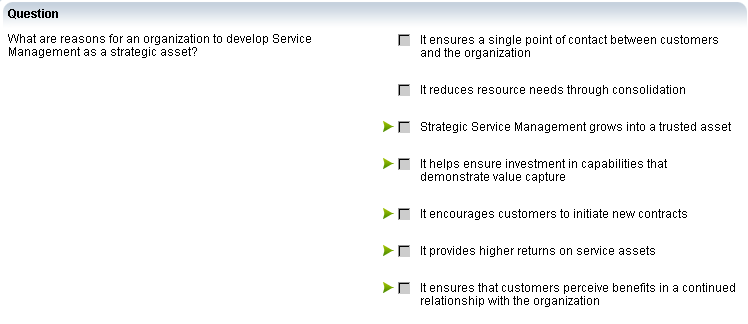 Question
What are reasons for an organization to develop Service
Management as a strategic asset?
It ensures a single point of contact between customers
and the organization
It reduces resource needs through consolidation
Strategic Service Management grows into a trusted asset
It helps ensure investment in capabilities that
demonstrate value capture
It encourages customers to initiate new contracts
It provides higher returns on service assets
It ensures that customers perceive benefits in a continued
relationship with the organization